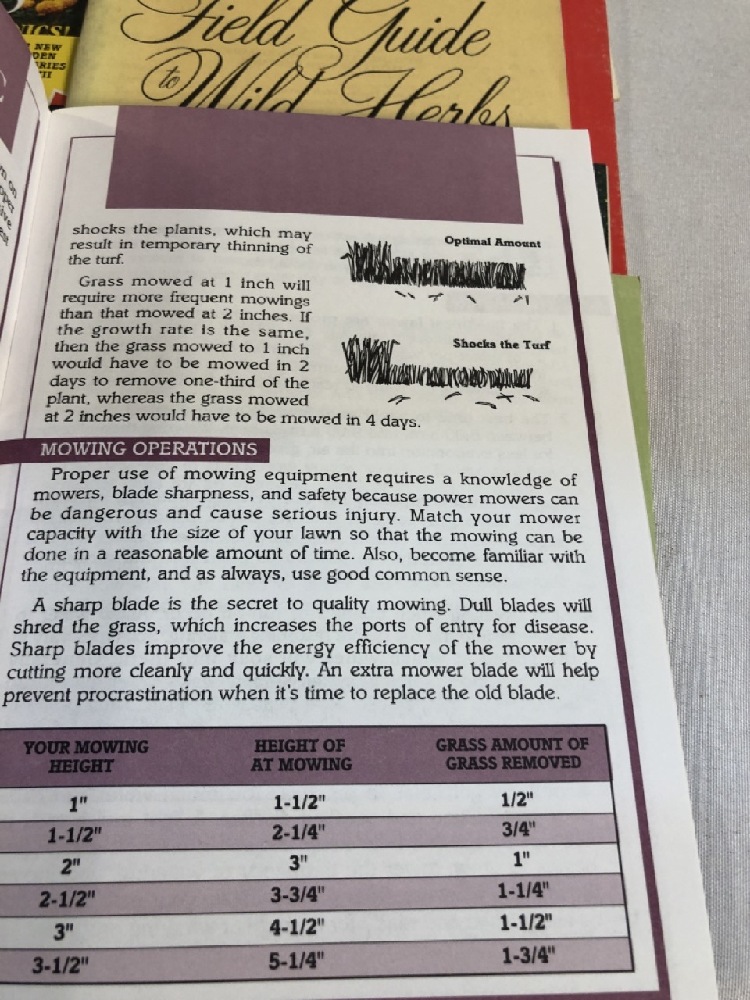 ICS!
NEW
DEN
RIES
II
Field Guide
to
Wild Herbs
shocks the plants, which may
result in temporary thinning of
the turf.
Optimal Amount
Grass mowed at 1 inch will
require more frequent mowings
than that mowed at 2 inches. If
the growth rate is the same,
then the grass mowed to 1 inch
would have to be mowed in 2
days to remove one-third of the
plant, whereas the grass mowed
at 2 inches would have to be mowed in 4 days.
Shocks the Turf
MOWING OPERATIONS
Proper use of mowing equipment requires a knowledge of
mowers, blade sharpness, and safety because power mowers can
be dangerous and cause serious injury. Match your mower
capacity with the size of your lawn so that the mowing can be
done in a reasonable amount of time. Also, become familiar with
the equipment, and as always, use good common sense.
A sharp blade is the secret to quality mowing. Dull blades will
shred the grass, which increases the ports of entry for disease.
Sharp blades improve the energy efficiency of the mower by
cutting more cleanly and quickly. An extra mower blade will help
prevent procrastination when it's time to replace the old blade.
YOUR MOWING HEIGHT OF GRASS AMOUNT OF
HEIGHT AT MOWING GRASS REMOVED
1" 1-1/2" 1/2"
1-1/2" 2-1/4" 3/4"
2" 3" 1"
2-1/2" 3-3/4" 1-1/4"
3" 4-1/2" 1-1/2"
3-1/2" 5-1/4" 1-3/4"